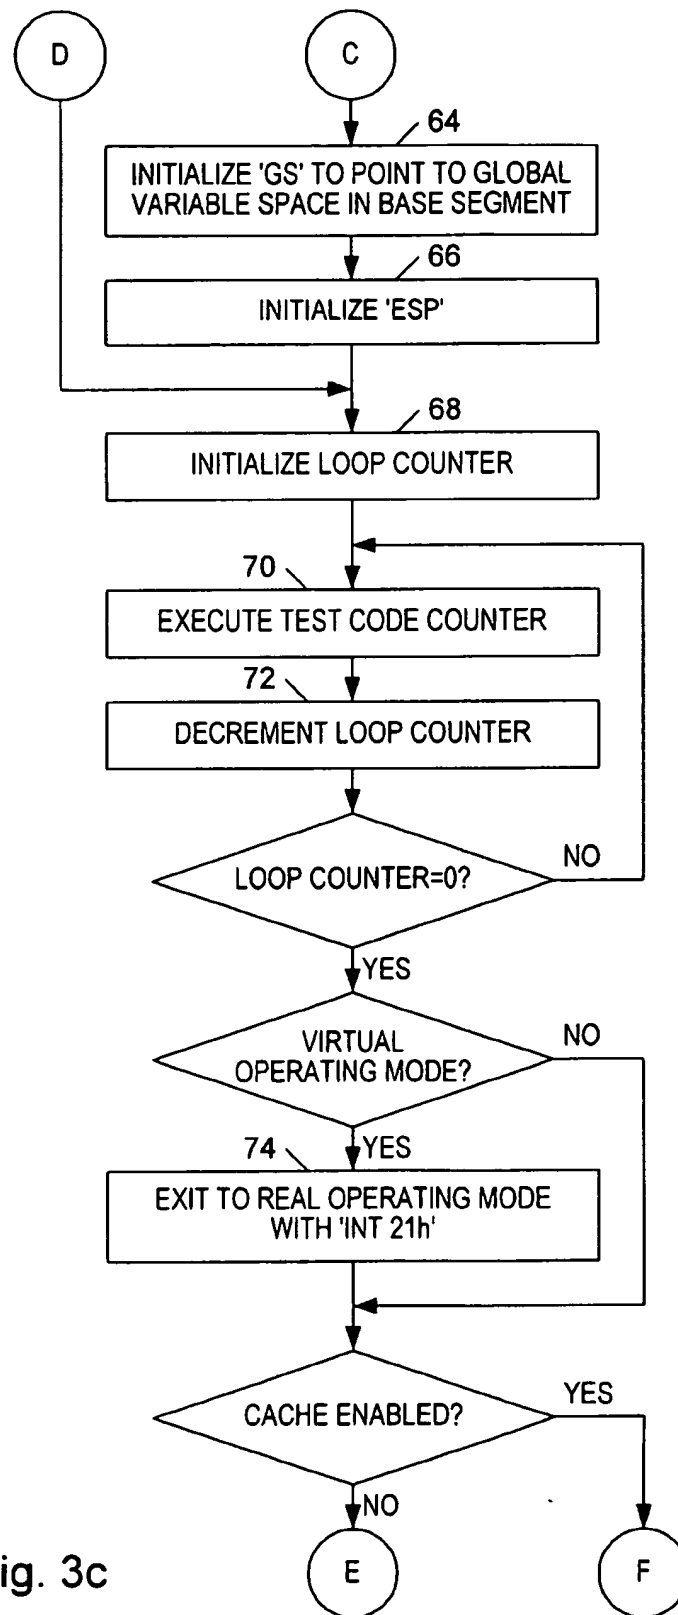 D
C
64
INITIALIZE 'GS' TO POINT TO GLOBAL
VARIABLE SPACE IN BASE SEGMENT
66
INITIALIZE 'ESP'
68
INITIALIZE LOOP COUNTER
70
EXECUTE TEST CODE COUNTER
72
DECREMENT LOOP COUNTER
LOOP COUNTER=0?
NO
YES
VIRTUAL
OPERATING MODE?
NO
YES
74
EXIT TO REAL OPERATING MODE
WITH 'INT 21h'
CACHE ENABLED?
YES
NO
E
F
ig. 3c